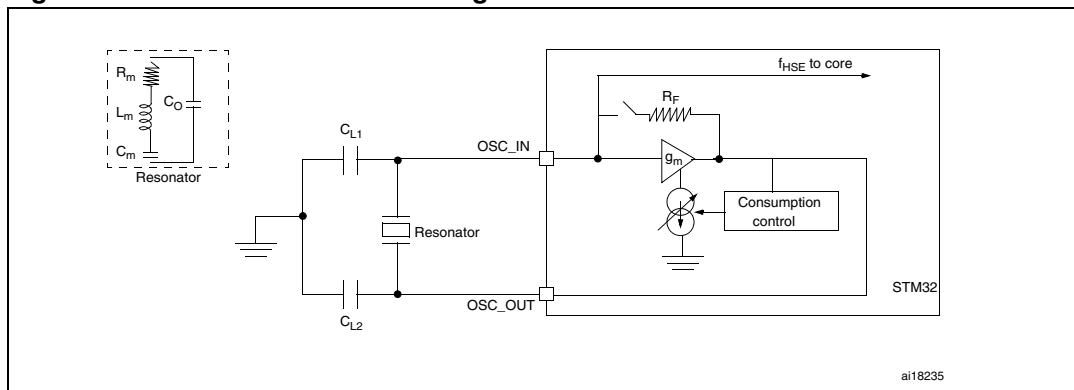 R_m
L_m
C_O
C_m
Resonator
C_L1
C_L2
Resonator
OSC_IN
OSC_OUT
f_HSE to core
R_F
g_m
Consumption
control
STM32
ai18235